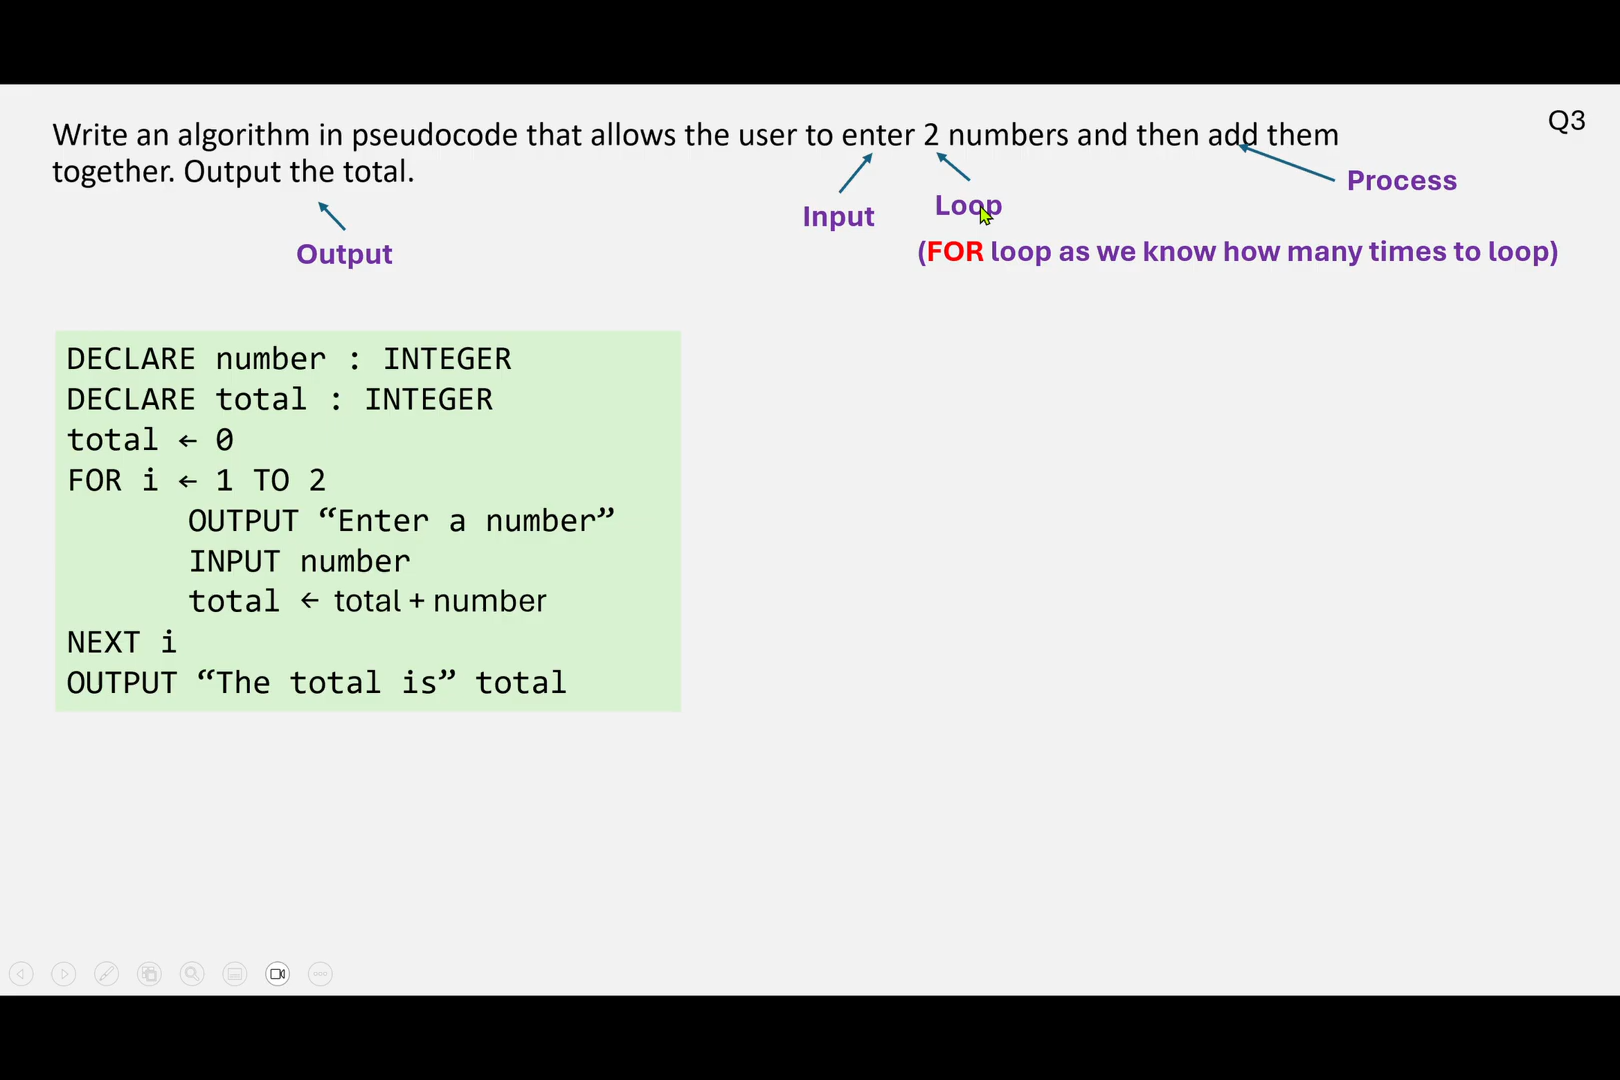 Q3
Write an algorithm in pseudocode that allows the user to enter 2 numbers and then add them
together. Output the total.
Process
Input
Loop
Output
(FOR loop as we know how many times to loop)
DECLARE number : INTEGER
DECLARE total : INTEGER
total ← 0
FOR i ← 1 TO 2
OUTPUT “Enter a number”
INPUT number
total ← total + number
NEXT i
OUTPUT “The total is” total